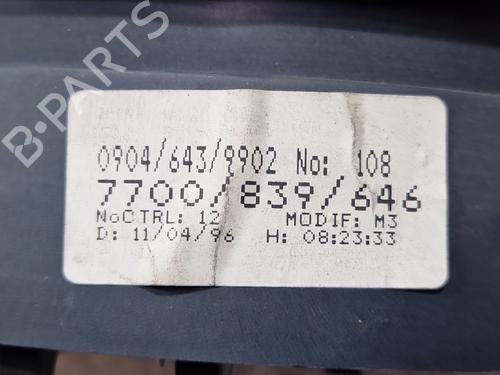 0904/643/9902 No: 108
7700/839/646
NoCTRL: 12 MODIF: M3
D: 11/04/96 H: 08:23:33
B-PARTS